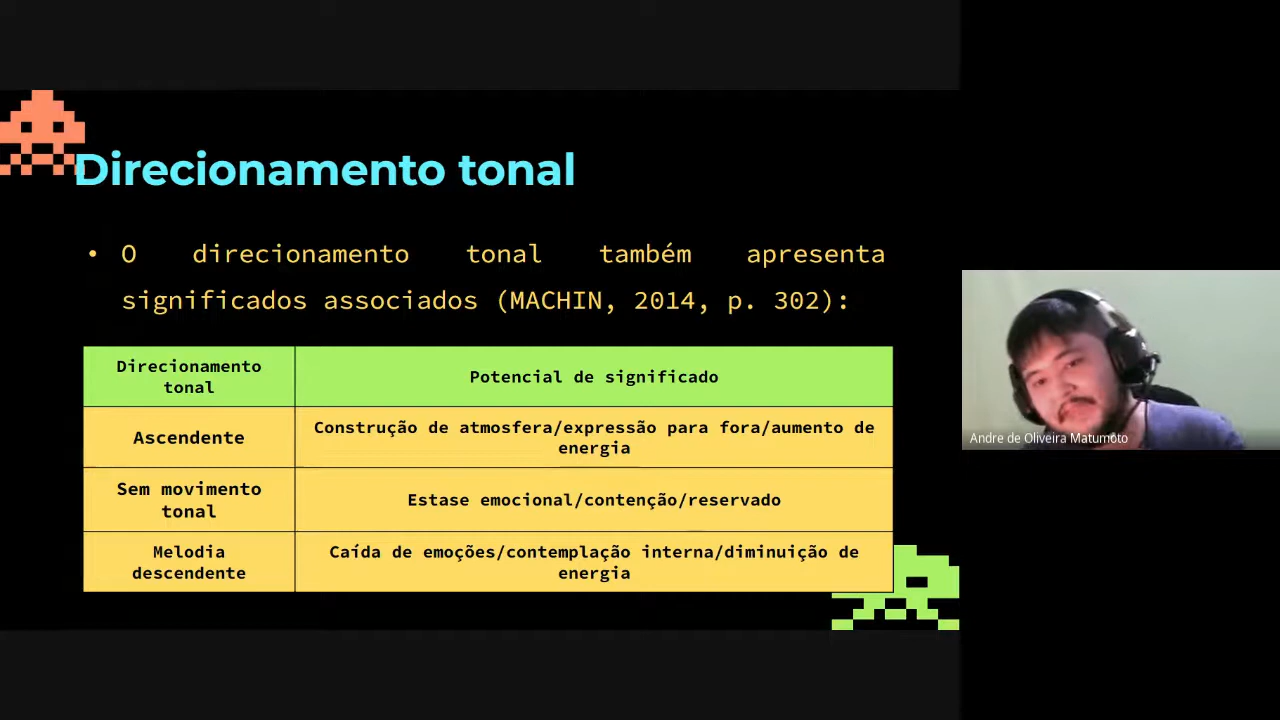 Direcionamento tonal
• O direcionamento tonal também apresenta
significados associados (MACHIN, 2014, p. 302):
Direcionamento
tonal
Potencial de significado
Ascendente
Construção de atmosfera/expressão para fora/aumento de
energia
Sem movimento
tonal
Estase emocional/contenção/reservado
Melodia
descendente
Caída de emoções/contemplação interna/diminuição de
energia
Andre de Oliveira Matumoto